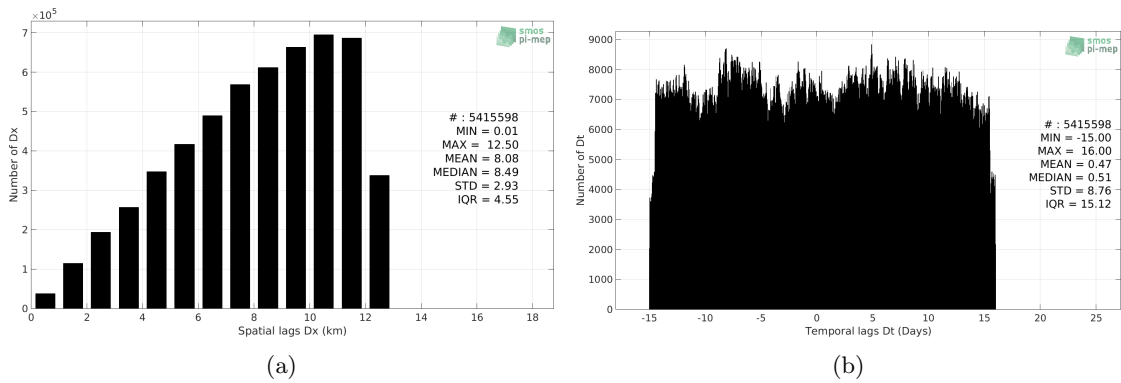 ×10⁵
7
6
5
4
3
2
1
0
Number of Dx
0 2 4 6 8 10 12 14 16 18
Spatial lags Dx (km)
smos
pi-mep
# : 5415598
MIN = 0.01
MAX = 12.50
MEAN = 8.08
MEDIAN = 8.49
STD = 2.93
IQR = 4.55
(a)
9000
8000
7000
6000
5000
4000
3000
2000
1000
0
Number of Dt
-15 -10 -5 0 5 10 15 20 25
Temporal lags Dt (Days)
smos
pi-mep
# : 5415598
MIN = -15.00
MAX = 16.00
MEAN = 0.47
MEDIAN = 0.51
STD = 8.76
IQR = 15.12
(b)